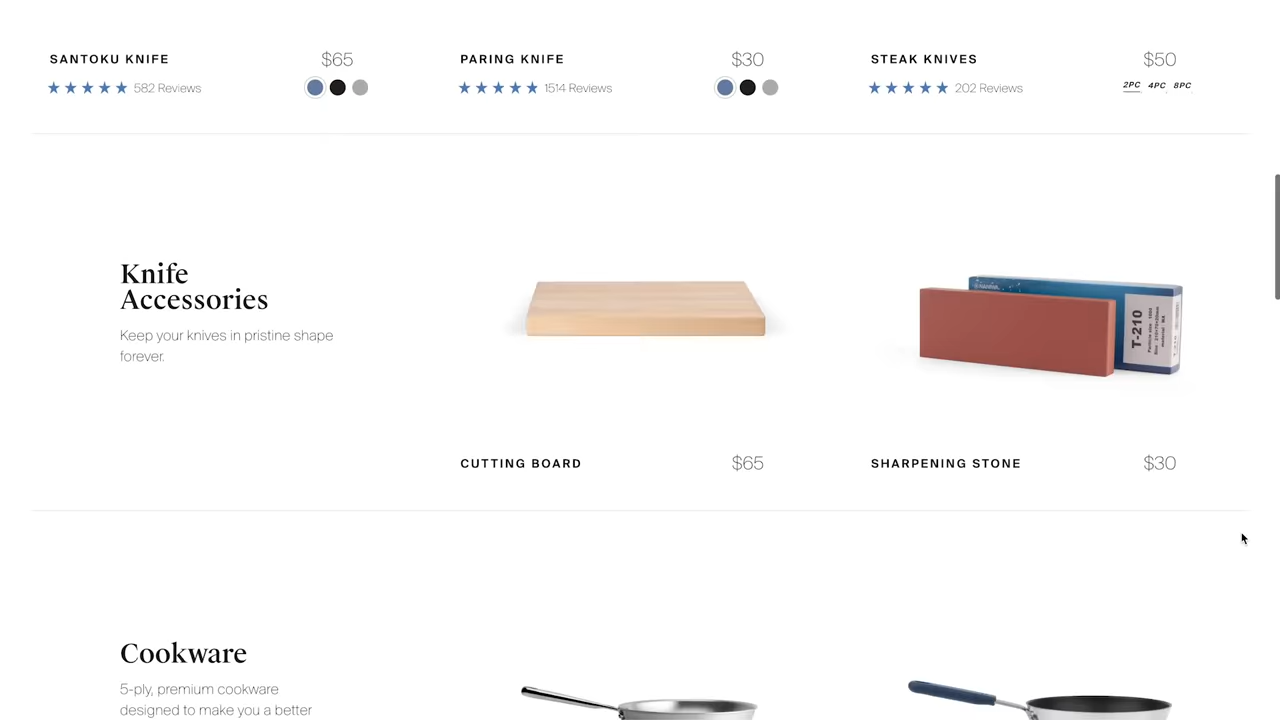 SANTOKU KNIFE $65
★★★★★ 582 Reviews
PARING KNIFE $30
★★★★★ 1514 Reviews
STEAK KNIVES $50
★★★★★ 202 Reviews 2PC 4PC 8PC
Knife
Accessories
Keep your knives in pristine shape
forever.
T-210
CUTTING BOARD $65
SHARPENING STONE $30
Cookware
5-ply, premium cookware
designed to make you a better